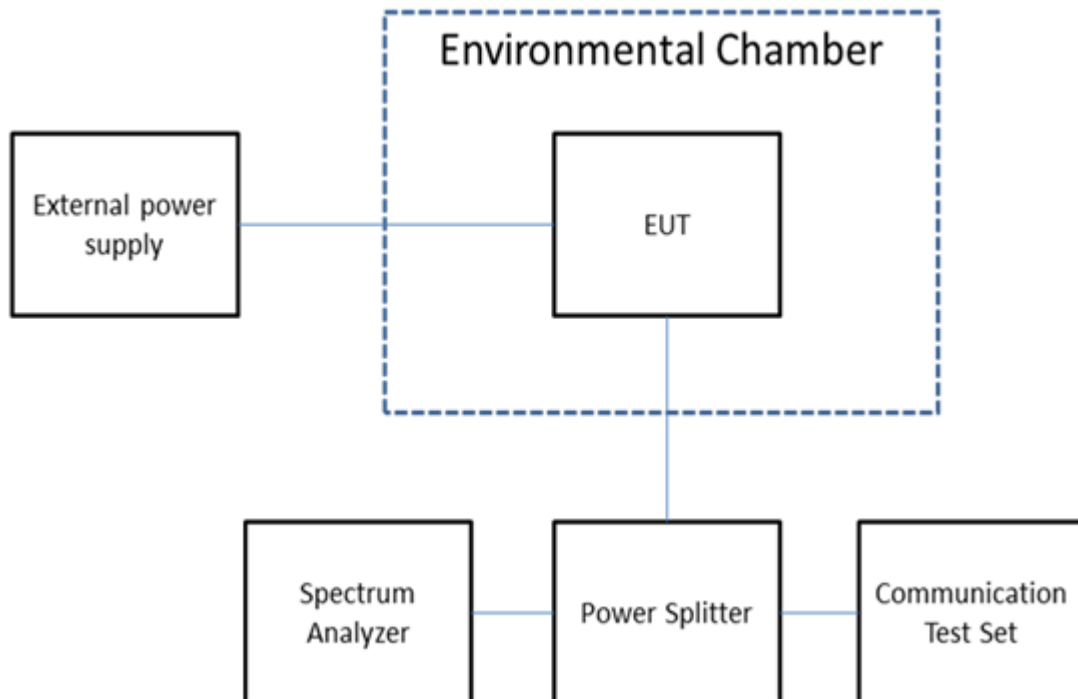 Environmental Chamber
External power
supply
EUT
Spectrum
Analyzer
Power Splitter
Communication
Test Set